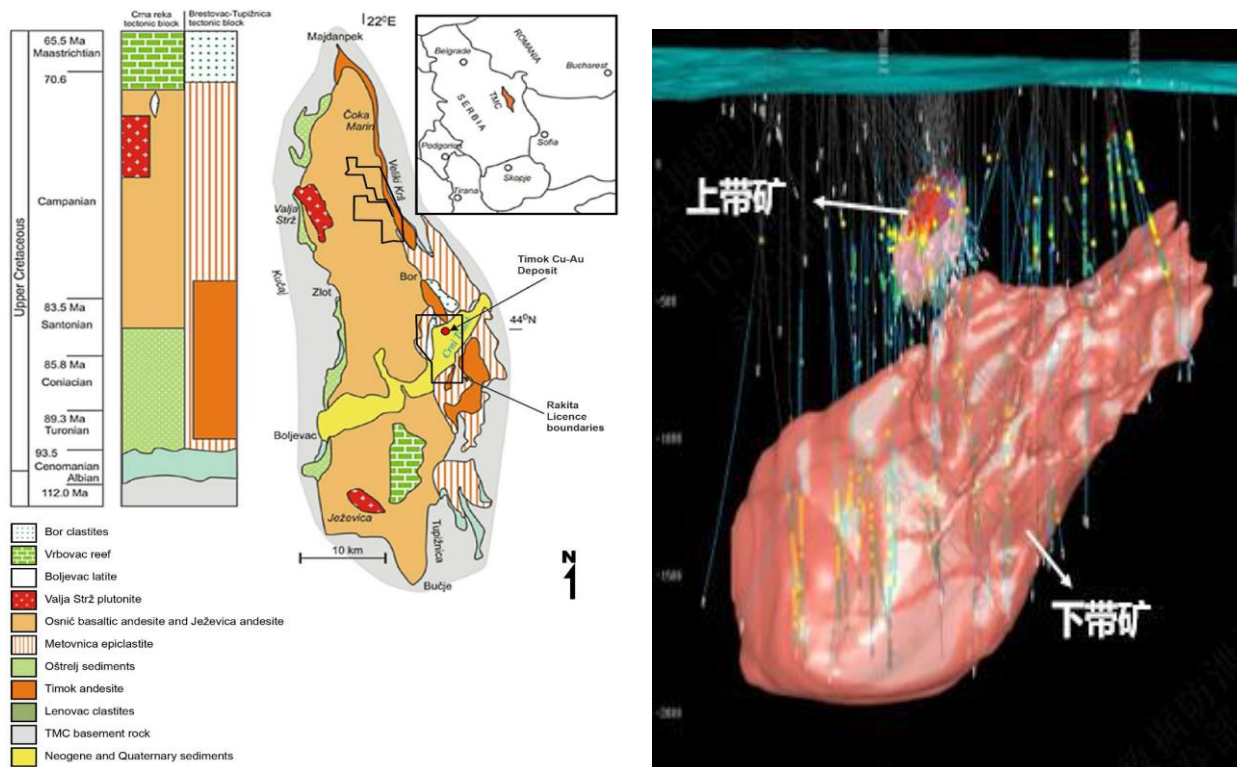 Crna reka
tectonic block
Brestovac-Tupižnica
tectonic block
Upper Cretaceous
65.5 Ma
Maastrichtian
70.6
Campanian
83.5 Ma
Santonian
85.8 Ma
Coniacian
89.3 Ma
Turonian
93.5
Cenomanian
Albian
112.0 Ma
Bor clastites
Vrbovac reef
Boljevac latite
Valja Strž plutonite
Osnić basaltic andesite and Ježevica andesite
Metovnica epiclastite
Oštrelj sediments
Timok andesite
Lenovac clastites
TMC basement rock
Neogene and Quaternary sediments
22°E
Majdanpek
Čoka
Marin
Veliki Krš
Valja
Strž
Kučaj
Zlot
Bor
Timok Cu-Au
Deposit
44⁰N
Rakita
Licence
boundaries
Boljevac
Ježevica
Tupižnica
10 km
Bučje
N
ROMANIA
Belgrade
Bucharest
TMC
SERBIA
Sofia
Podgorica
Skopje
Tirana
上带矿
下带矿
-500
-1000
-1500
-2000